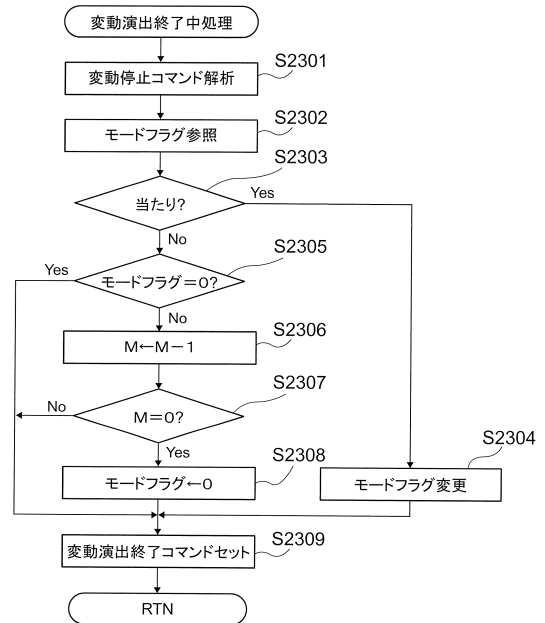 変動演出終了中処理
S2301
変動停止コマンド解析
S2302
モードフラグ参照
S2303
当たり?
Yes
No
S2305
Yes
モードフラグ=0?
No
S2306
M←M-1
S2307
No
M=0?
Yes
S2308
S2304
モードフラグ←0
モードフラグ変更
S2309
変動演出終了コマンドセット
RTN